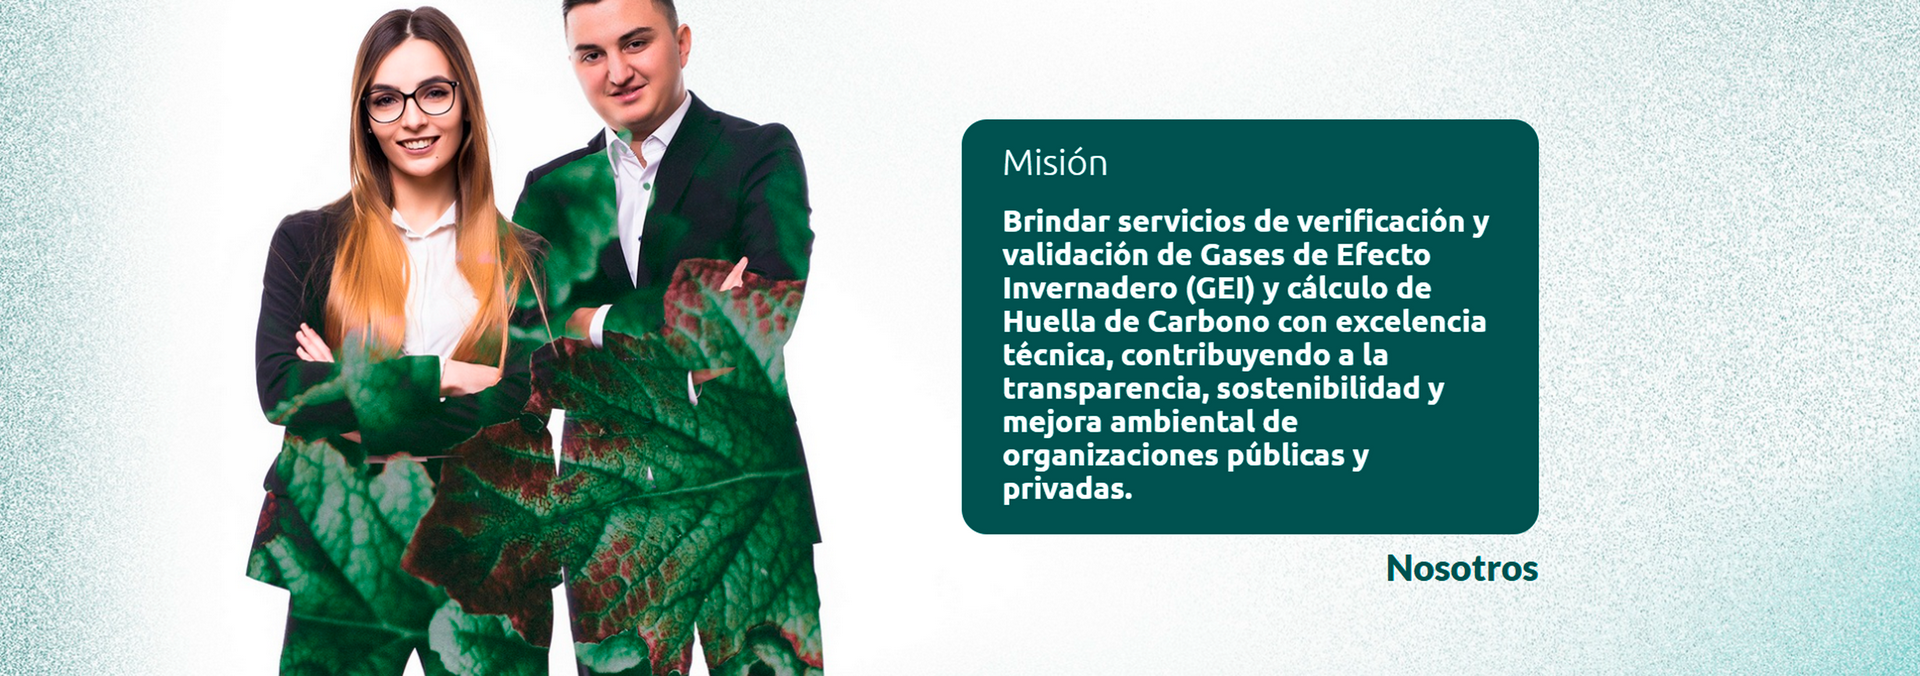 Misión
Brindar servicios de verificación y
validación de Gases de Efecto
Invernadero (GEI) y cálculo de
Huella de Carbono con excelencia
técnica, contribuyendo a la
transparencia, sostenibilidad y
mejora ambiental de
organizaciones públicas y
privadas.
Nosotros